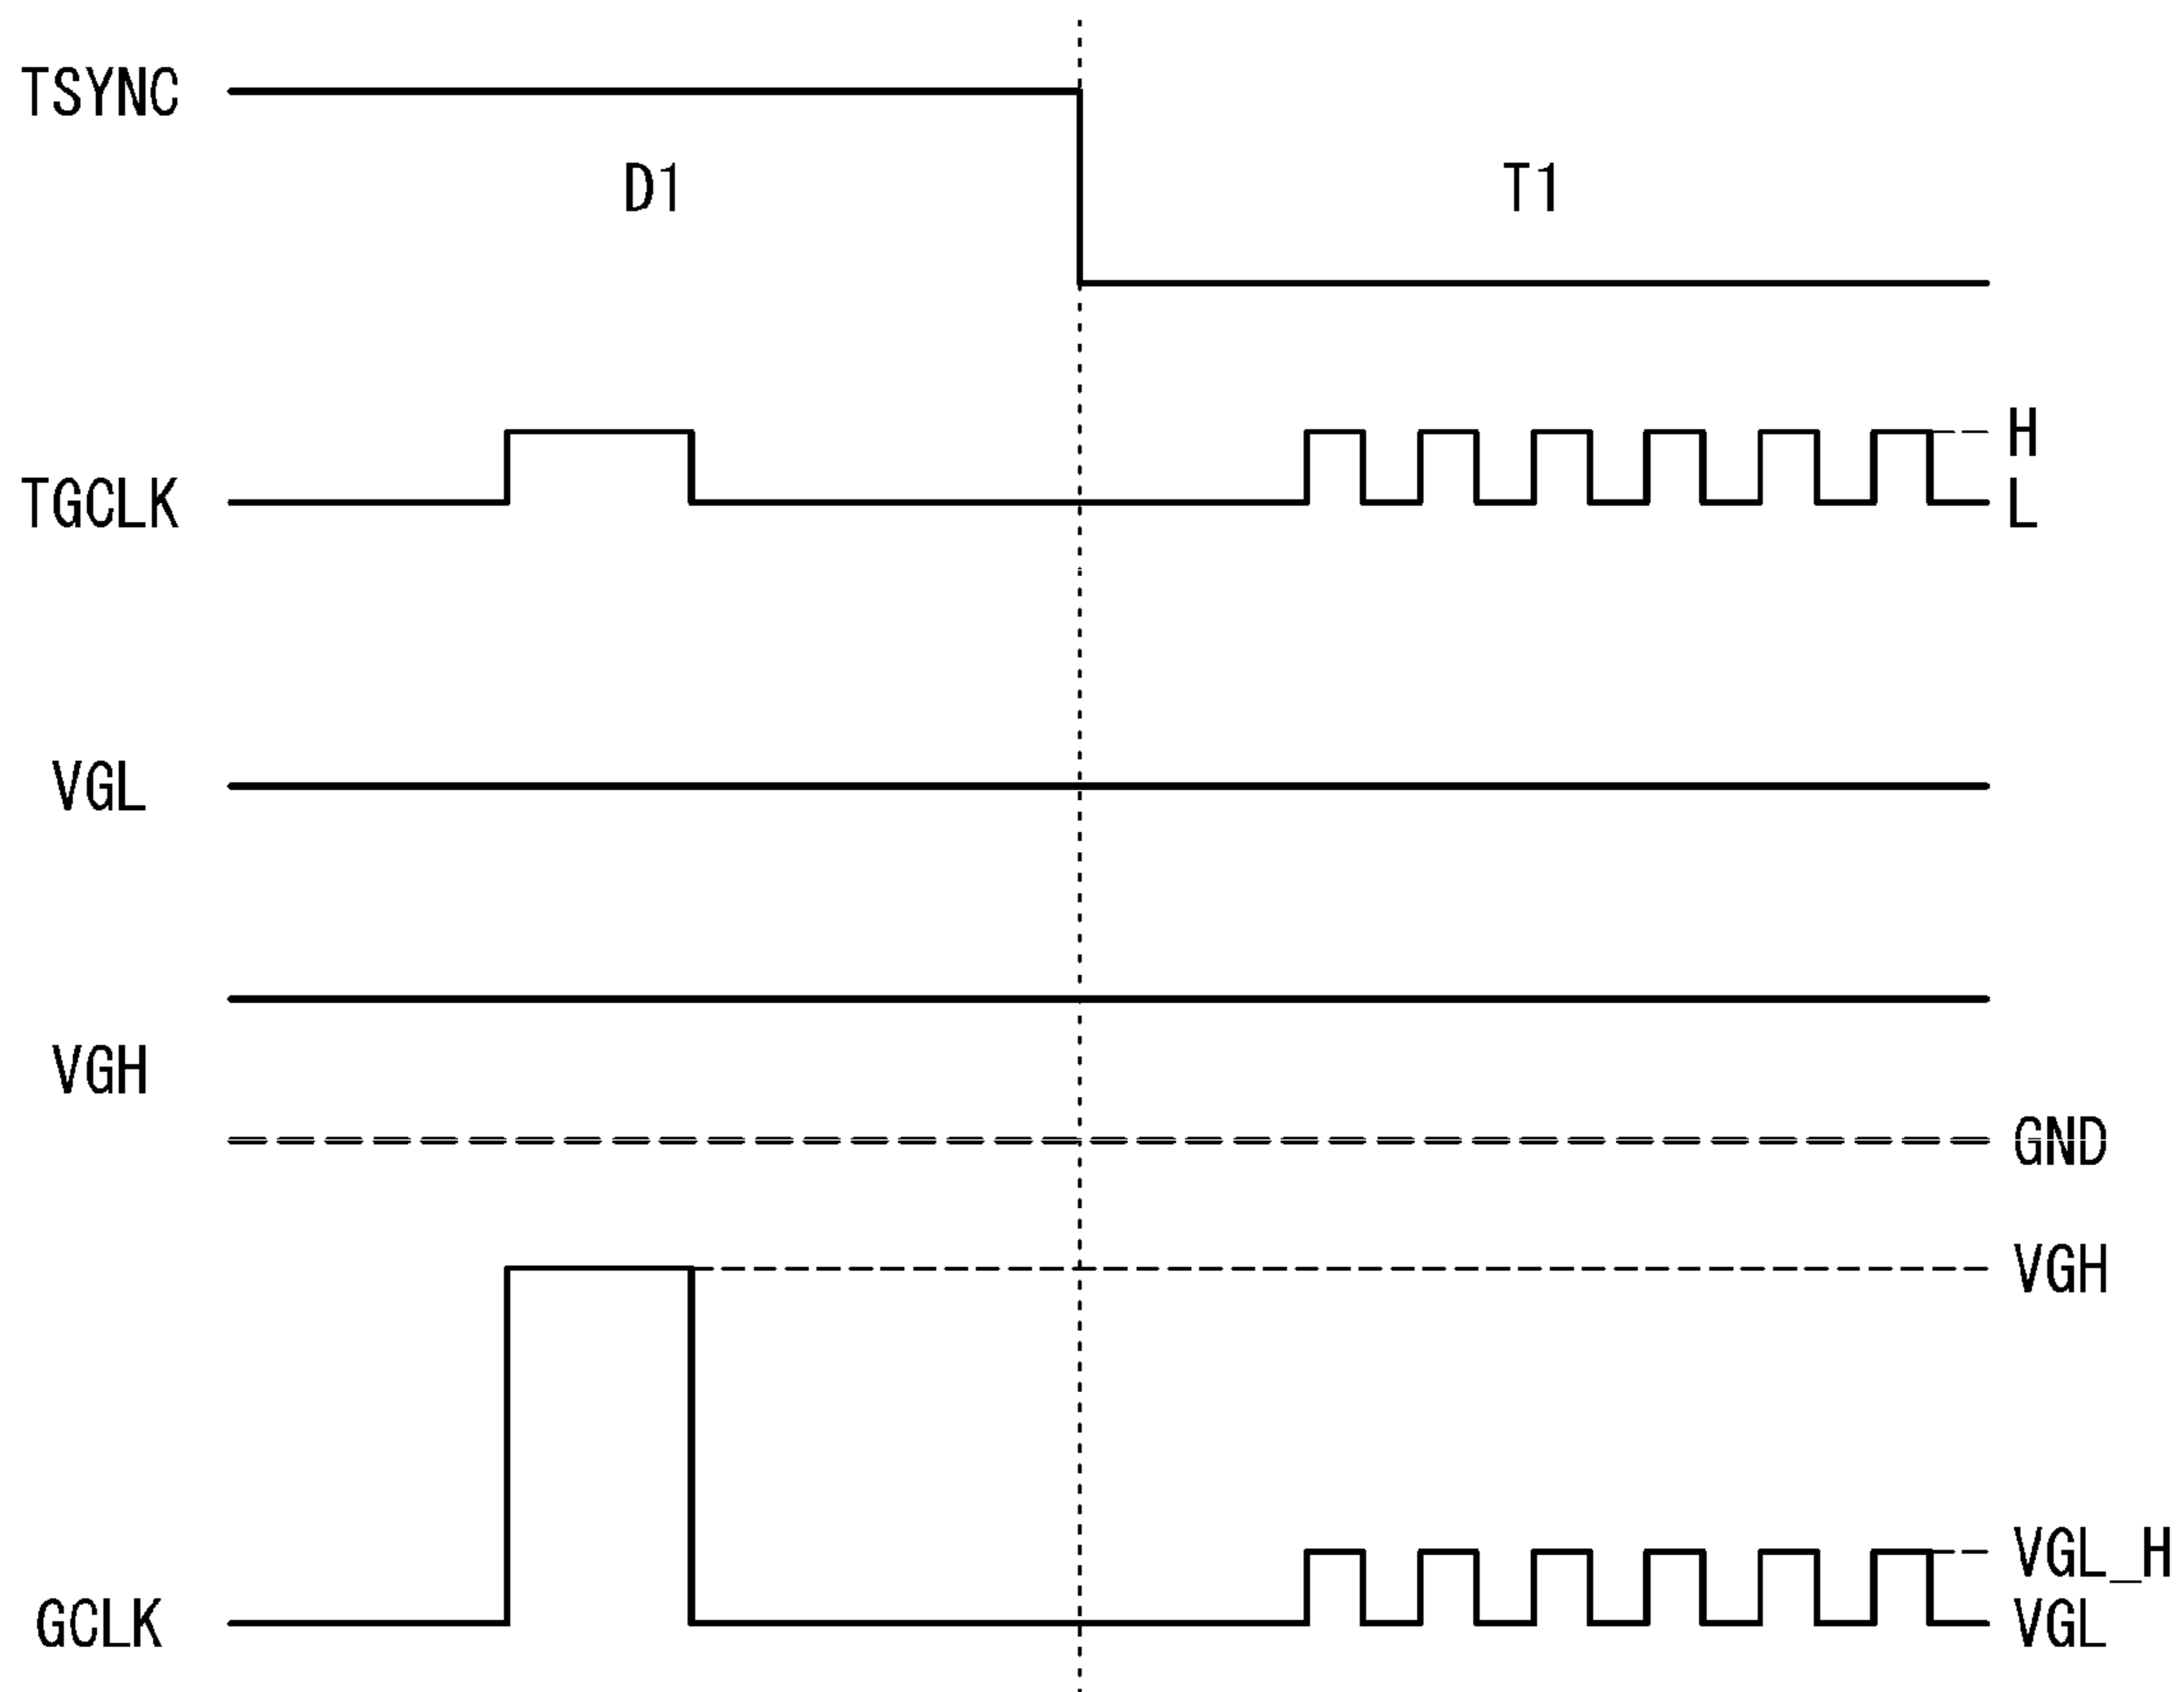 TSYNC
D1
T1
H
TGCLK
L
VGL
VGH
GND
VGH
VGL_H
GCLK
VGL